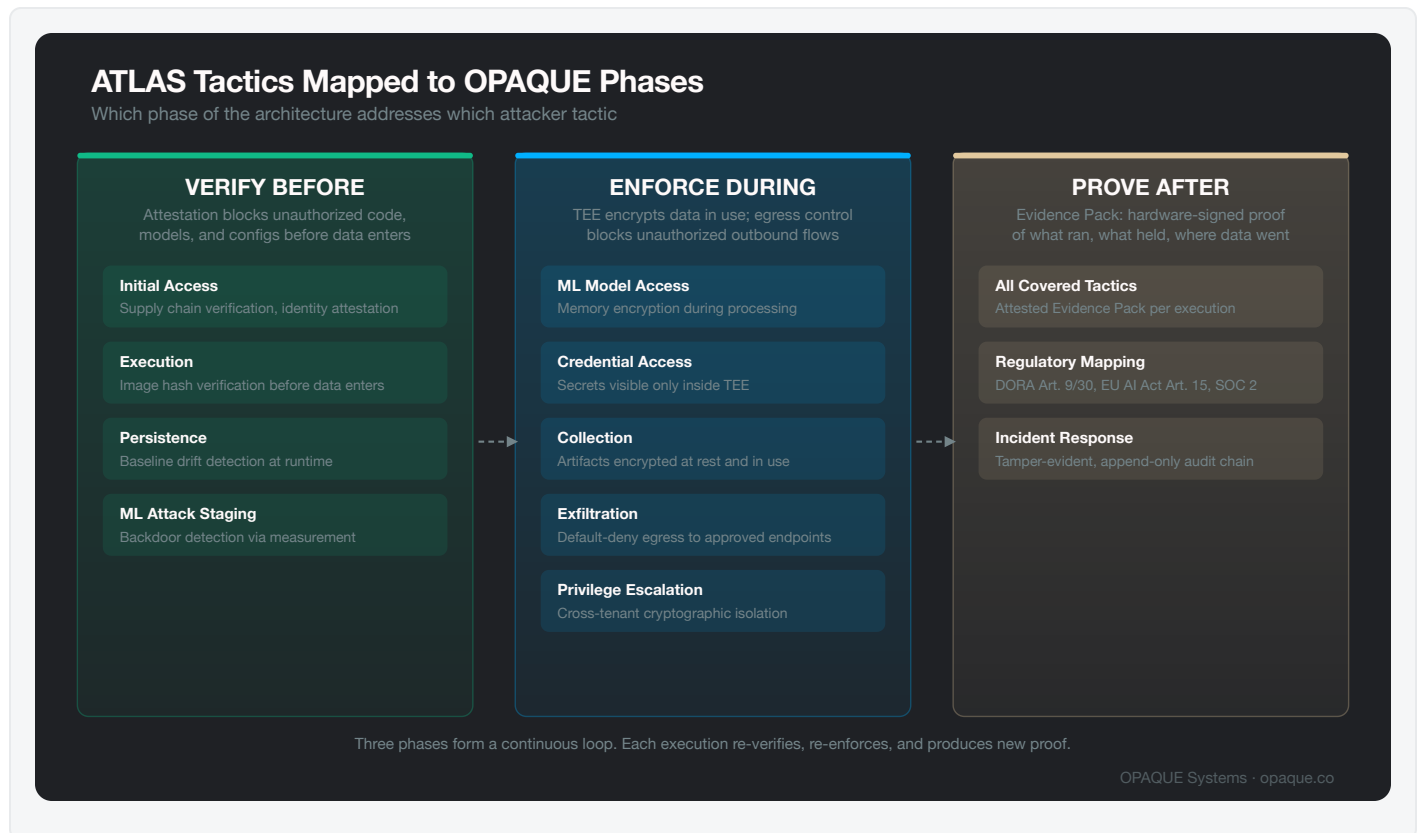 ATLAS Tactics Mapped to OPAQUE Phases
Which phase of the architecture addresses which attacker tactic
VERIFY BEFORE
Attestation blocks unauthorized code,
models, and configs before data enters
Initial Access
Supply chain verification, identity attestation
Execution
Image hash verification before data enters
Persistence
Baseline drift detection at runtime
ML Attack Staging
Backdoor detection via measurement
ENFORCE DURING
TEE encrypts data in use; egress control
blocks unauthorized outbound flows
ML Model Access
Memory encryption during processing
Credential Access
Secrets visible only inside TEE
Collection
Artifacts encrypted at rest and in use
Exfiltration
Default-deny egress to approved endpoints
Privilege Escalation
Cross-tenant cryptographic isolation
PROVE AFTER
Evidence Pack: hardware-signed proof
of what ran, what held, where data went
All Covered Tactics
Attested Evidence Pack per execution
Regulatory Mapping
DORA Art. 9/30, EU AI Act Art. 15, SOC 2
Incident Response
Tamper-evident, append-only audit chain
Three phases form a continuous loop. Each execution re-verifies, re-enforces, and produces new proof.
OPAQUE Systems · opaque.co